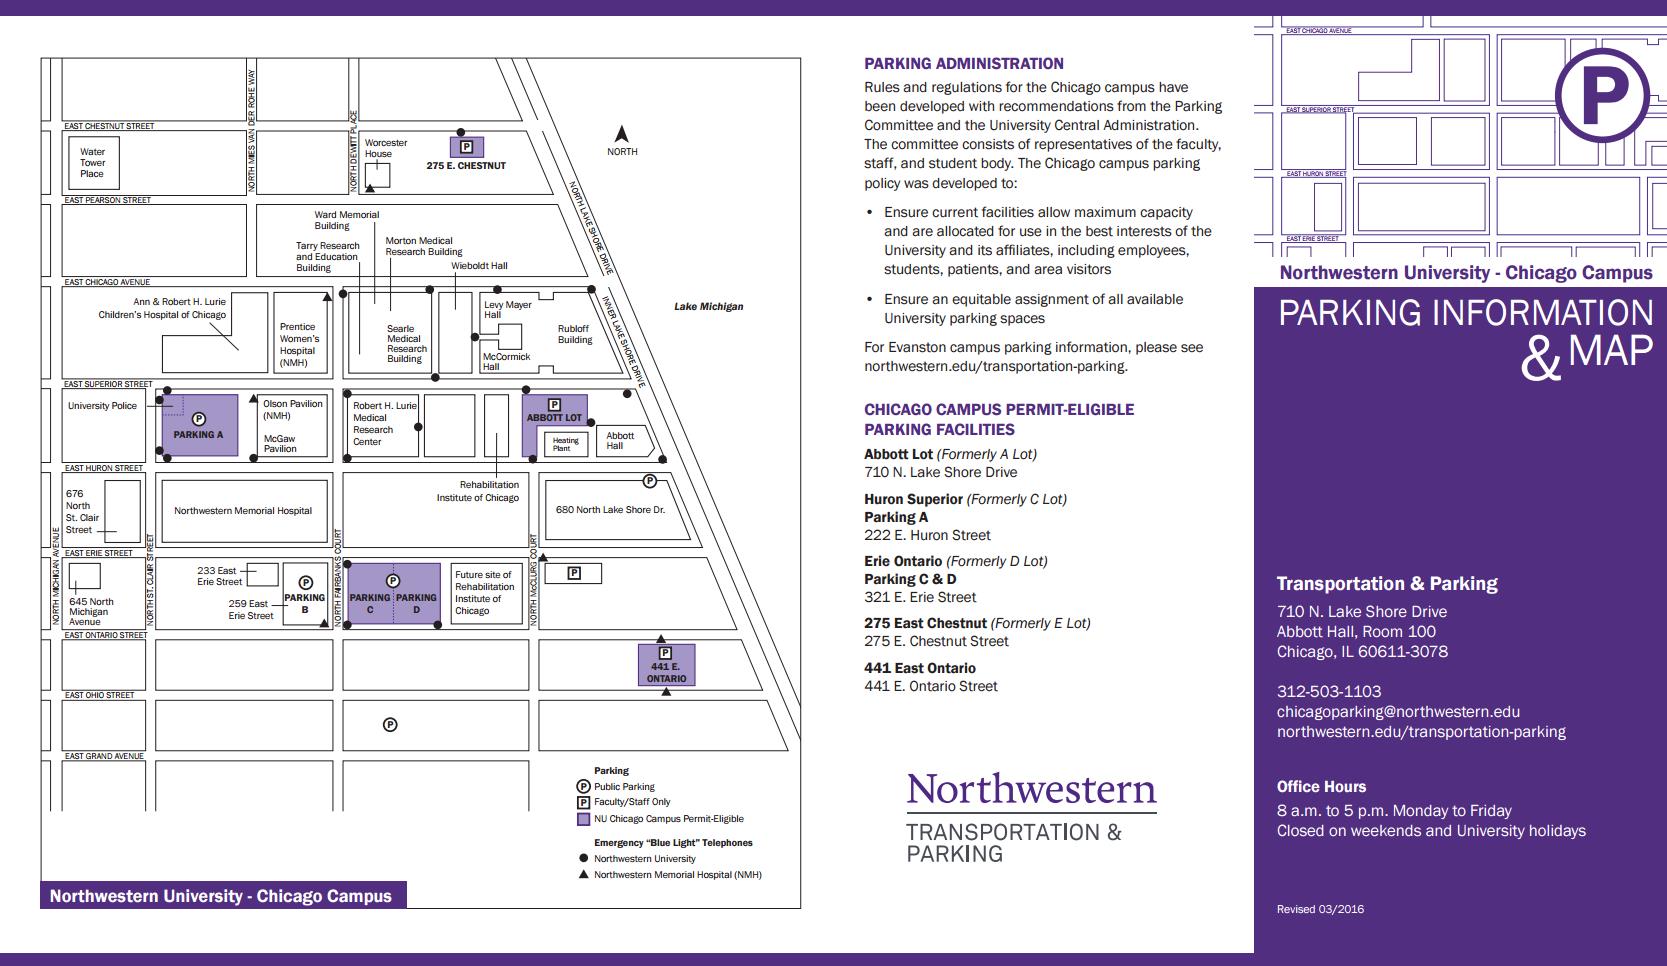 EAST CHESTNUT STREET
NORTH MIES VAN DER ROHE WAY
NORTH DEWITT PLACE
Water
Tower
Place
Worcester
House
P
275 E. CHESTNUT
NORTH
EAST PEARSON STREET
NORTH LAKE SHORE DRIVE
Ward Memorial
Building
Tarry Research
and Education
Building
Morton Medical
Research Building
Wieboldt Hall
EAST CHICAGO AVENUE
Ann & Robert H. Lurie
Children's Hospital of Chicago
Prentice
Women's
Hospital
(NMH)
Searle
Medical
Research
Building
Levy Mayer
Hall
McCormick
Hall
Rubloff
Building
INNER LAKE SHORE DRIVE
Lake Michigan
EAST SUPERIOR STREET
University Police
P
PARKING A
Olson Pavilion
(NMH)
McGaw
Pavilion
Robert H. Lurie
Medical
Research
Center
P
ABBOTT LOT
Heating
Plant
Abbott
Hall
EAST HURON STREET
676
North
St. Clair
Street
Northwestern Memorial Hospital
Rehabilitation
Institute of Chicago
P
680 North Lake Shore Dr.
NORTH MICHIGAN AVENUE
NORTH ST. CLAIR STREET
NORTH FAIRBANKS COURT
NORTH McCLURG COURT
EAST ERIE STREET
645 North
Michigan
Avenue
233 East
Erie Street
259 East
Erie Street
P
PARKING
B
P
PARKING
C
PARKING
D
Future site of
Rehabilitation
Institute of
Chicago
P
EAST ONTARIO STREET
P
441 E.
ONTARIO
EAST OHIO STREET
P
EAST GRAND AVENUE
Parking
P Public Parking
P Faculty/Staff Only
NU Chicago Campus Permit-Eligible
Emergency “Blue Light” Telephones
Northwestern University
Northwestern Memorial Hospital (NMH)
Northwestern University - Chicago Campus
PARKING ADMINISTRATION
Rules and regulations for the Chicago campus have
been developed with recommendations from the Parking
Committee and the University Central Administration.
The committee consists of representatives of the faculty,
staff, and student body. The Chicago campus parking
policy was developed to:
• Ensure current facilities allow maximum capacity
and are allocated for use in the best interests of the
University and its affiliates, including employees,
students, patients, and area visitors
• Ensure an equitable assignment of all available
University parking spaces
For Evanston campus parking information, please see
northwestern.edu/transportation-parking.
CHICAGO CAMPUS PERMIT-ELIGIBLE
PARKING FACILITIES
Abbott Lot (Formerly A Lot)
710 N. Lake Shore Drive
Huron Superior (Formerly C Lot)
Parking A
222 E. Huron Street
Erie Ontario (Formerly D Lot)
Parking C & D
321 E. Erie Street
275 East Chestnut (Formerly E Lot)
275 E. Chestnut Street
441 East Ontario
441 E. Ontario Street
Northwestern
TRANSPORTATION &
PARKING
EAST CHICAGO AVENUE
P
EAST SUPERIOR STREET
EAST HURON STREET
EAST ERIE STREET
Northwestern University - Chicago Campus
PARKING INFORMATION
& MAP
Transportation & Parking
710 N. Lake Shore Drive
Abbott Hall, Room 100
Chicago, IL 60611-3078
312-503-1103
chicagoparking@northwestern.edu
northwestern.edu/transportation-parking
Office Hours
8 a.m. to 5 p.m. Monday to Friday
Closed on weekends and University holidays
Revised 03/2016